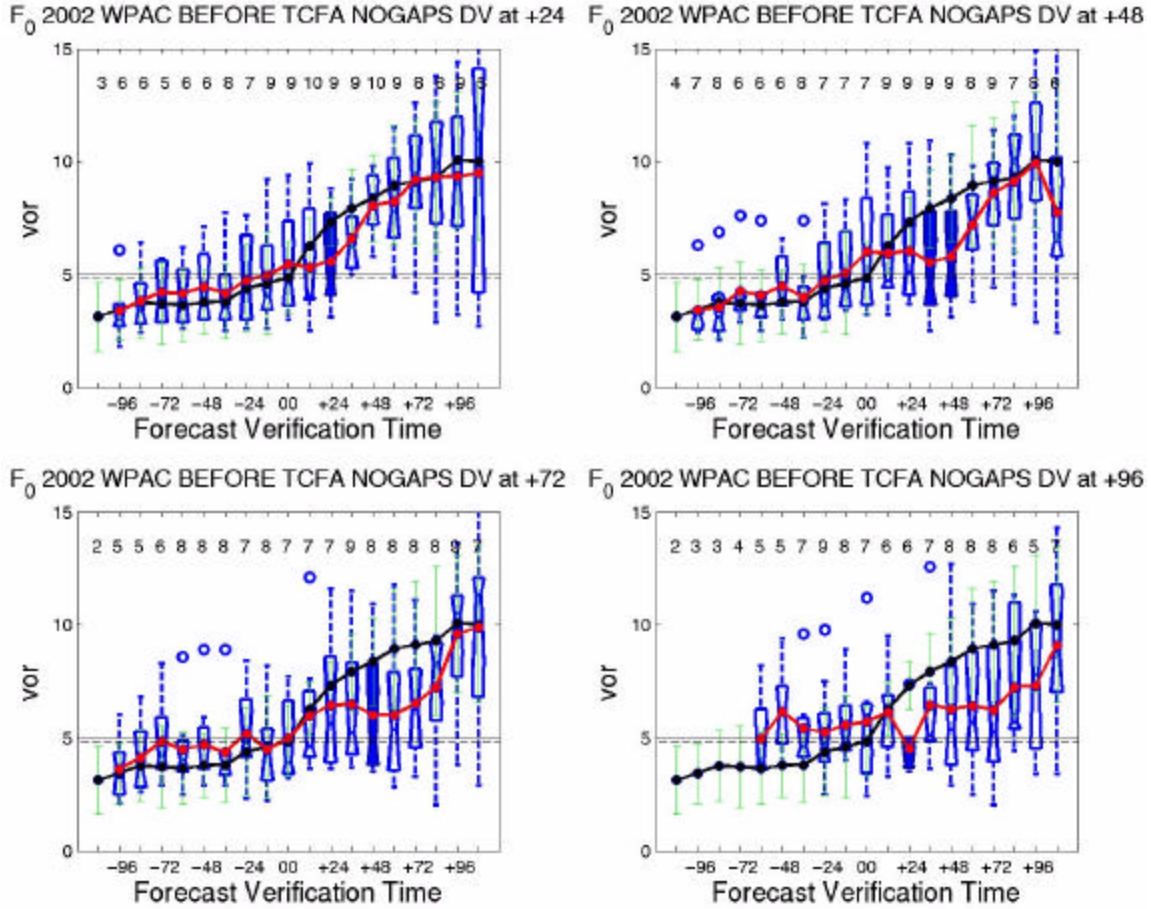 F0 2002 WPAC BEFORE TCFA NOGAPS DV at +24
15
3 6 6 5 6 6 8 7 9 9 10 9 9 10 9 8 8 9
10
vor
5
0
−96 −72 −48 −24 00 +24 +48 +72 +96
Forecast Verification Time
F0 2002 WPAC BEFORE TCFA NOGAPS DV at +48
15
4 7 8 6 6 6 8 7 7 7 9 9 9 9 8 9 7 8 6
10
vor
5
0
−96 −72 −48 −24 00 +24 +48 +72 +96
Forecast Verification Time
F0 2002 WPAC BEFORE TCFA NOGAPS DV at +72
15
2 5 5 6 8 8 8 7 8 7 7 7 9 8 8 8 8 9 7
10
vor
5
0
−96 −72 −48 −24 00 +24 +48 +72 +96
Forecast Verification Time
F0 2002 WPAC BEFORE TCFA NOGAPS DV at +96
15
2 3 3 4 5 5 7 9 8 7 6 6 7 8 8 8 6 5 7
10
vor
5
0
−96 −72 −48 −24 00 +24 +48 +72 +96
Forecast Verification Time